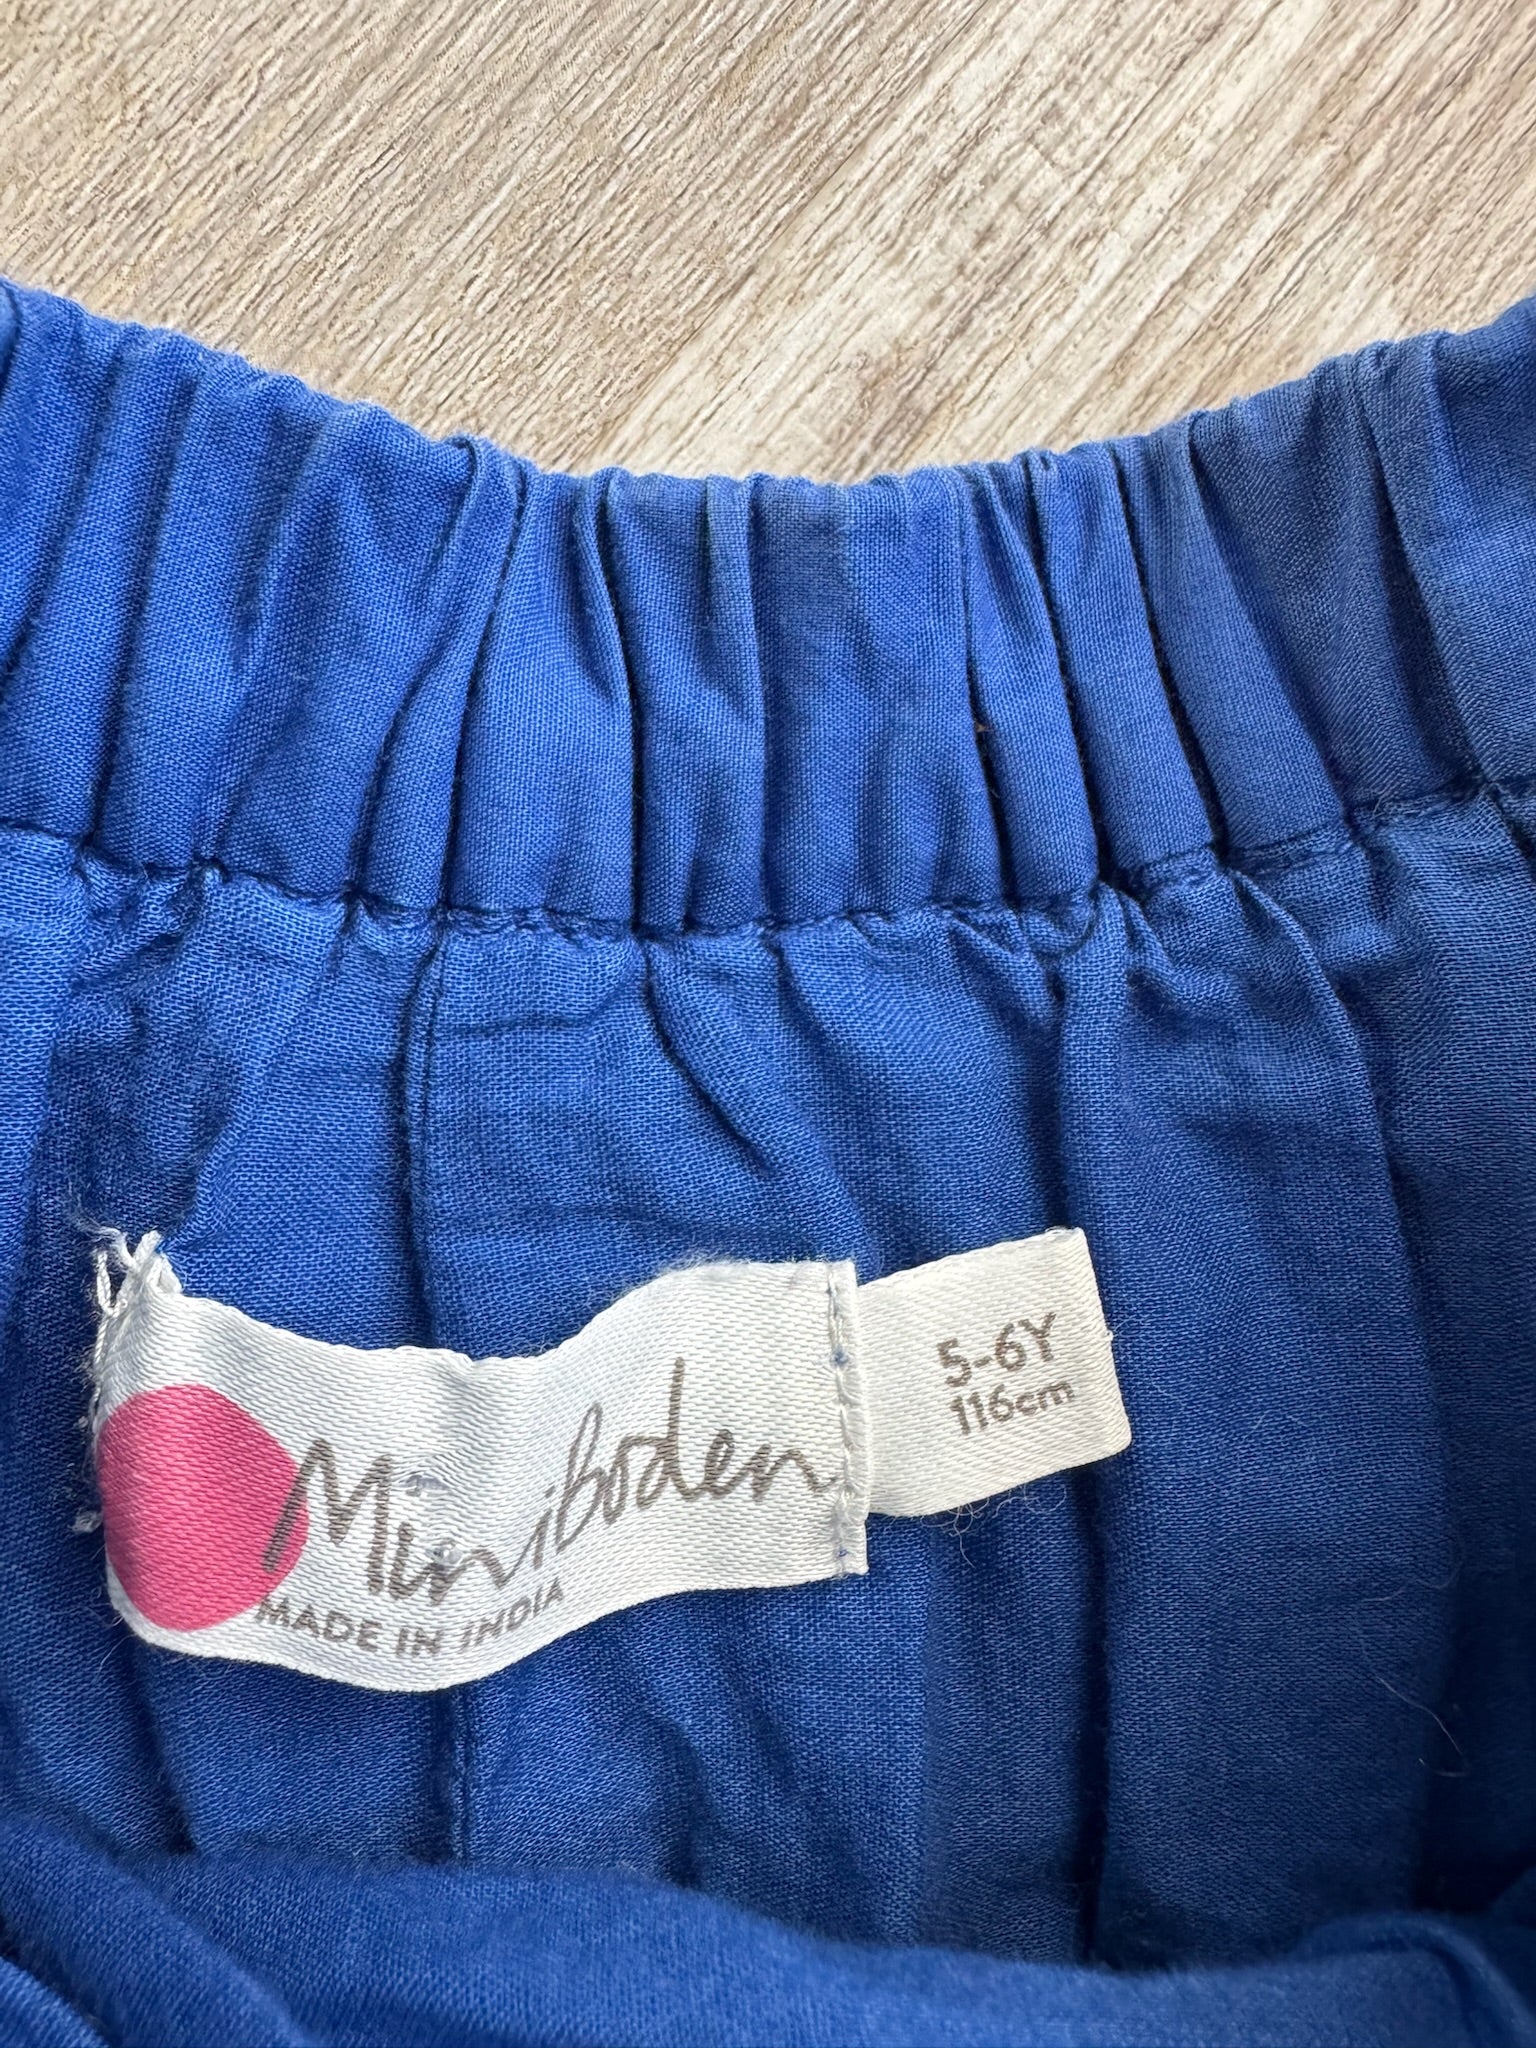 Miniboden
MADE IN INDIA
5-6Y
116cm